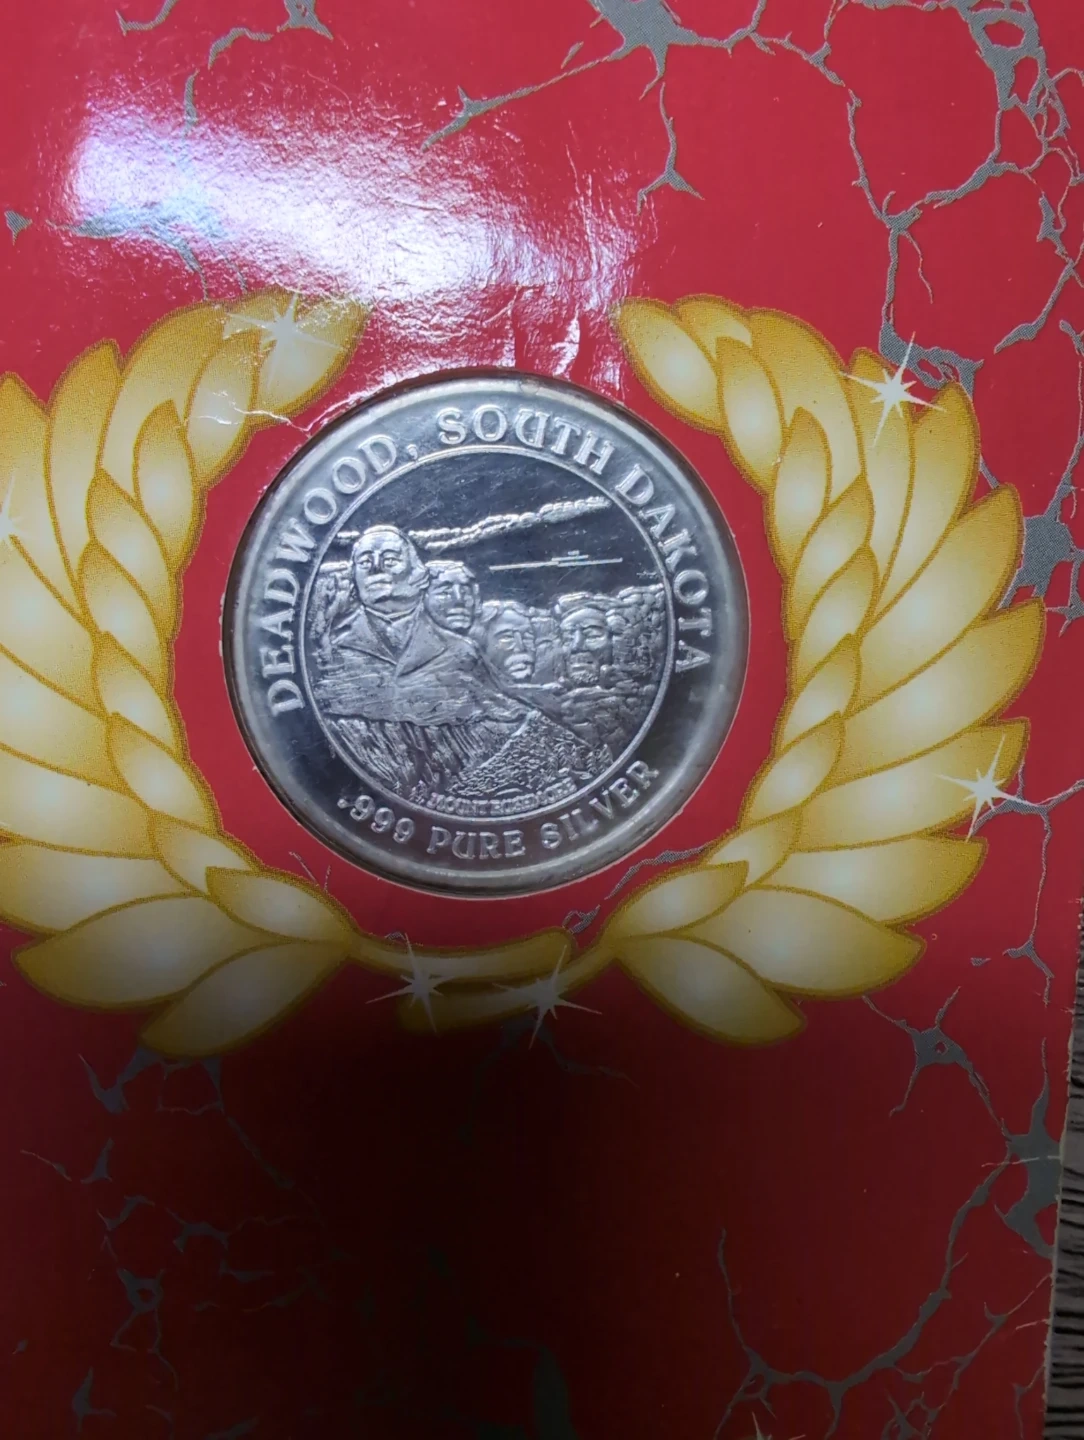 DEADWOOD, SOUTH DAKOTA
MOUNT RUSHMORE
.999 PURE SILVER